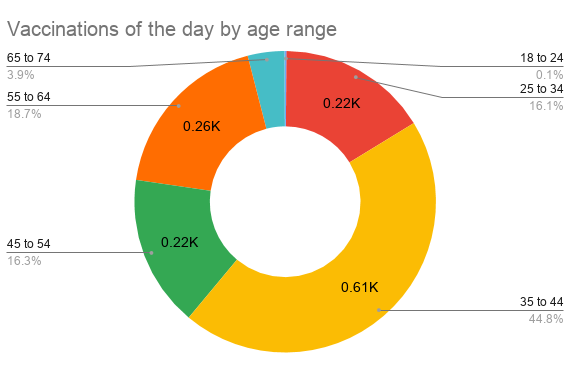 Vaccinations of the day by age range
65 to 74
3.9%
18 to 24
0.1%
25 to 34
16.1%
55 to 64
18.7%
0.22K
0.26K
45 to 54
16.3%
0.22K
0.61K
35 to 44
44.8%